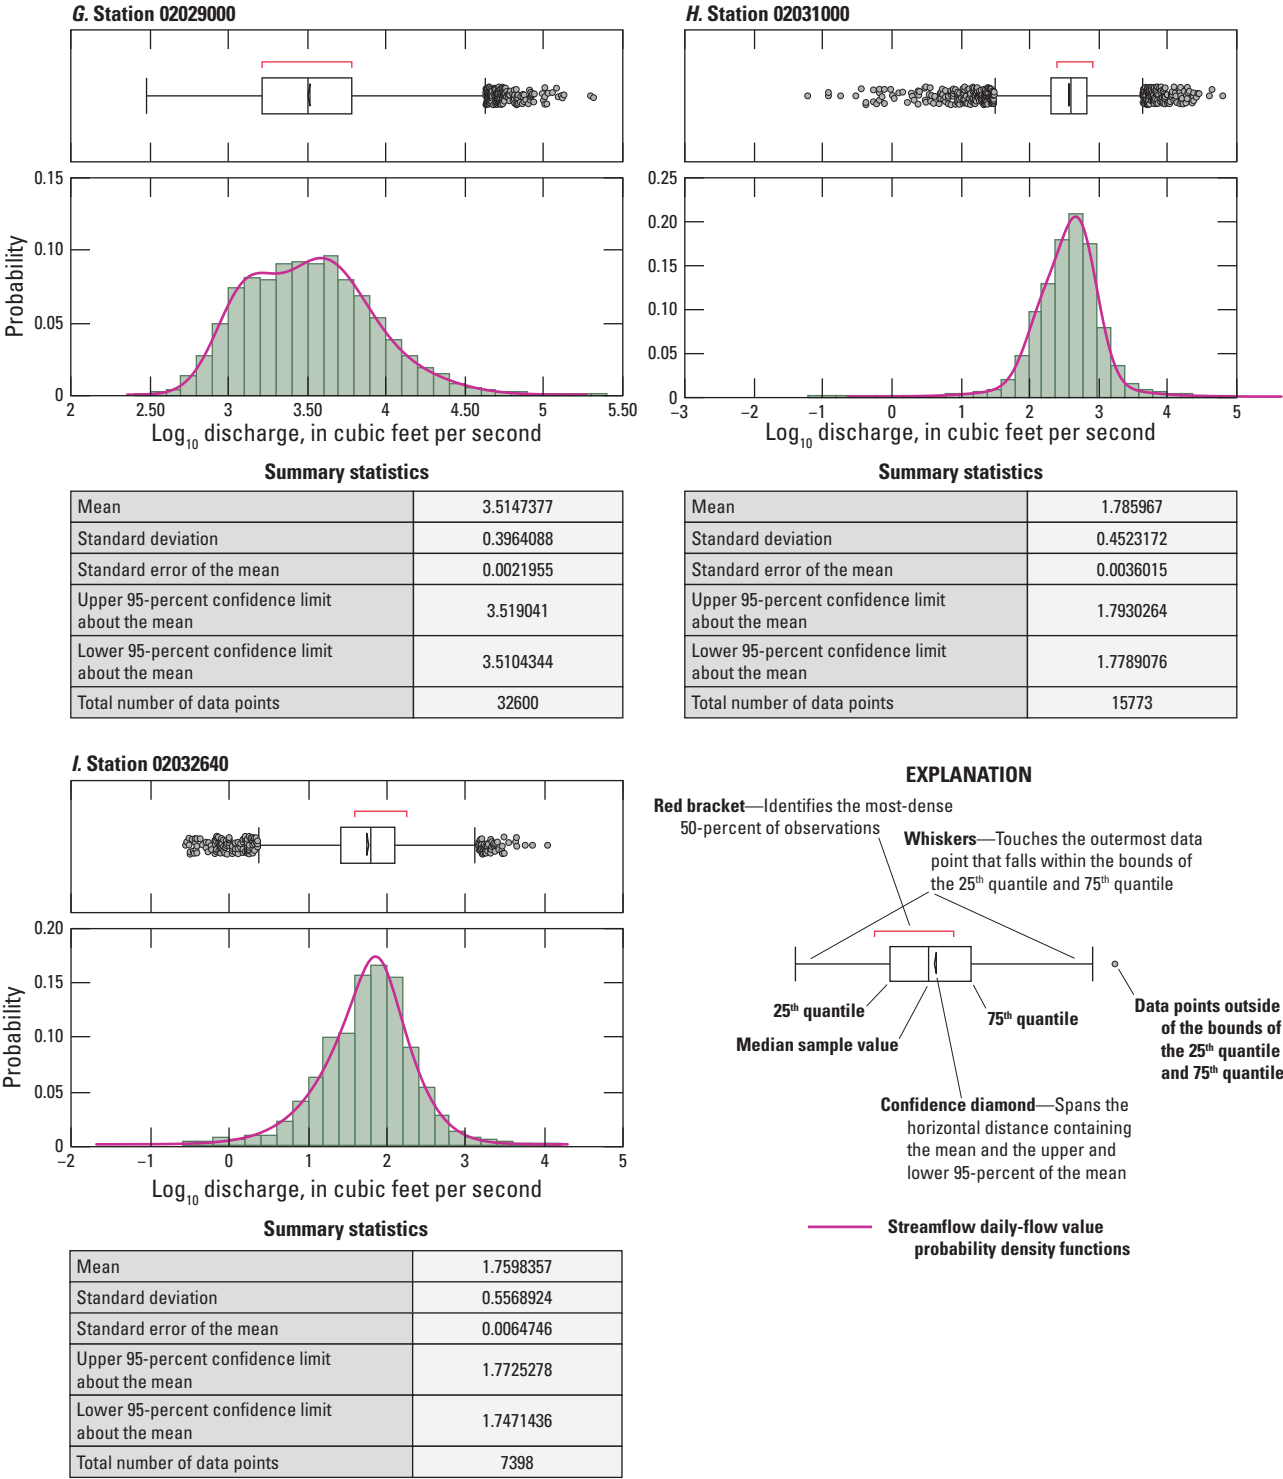 G. Station 02029000
0.15
0.10
0.05
0
Probability
2
2.50
3
3.50
4
4.50
5
5.50
Log10 discharge, in cubic feet per second
Summary statistics
Mean 3.5147377
Standard deviation 0.3964088
Standard error of the mean 0.0021955
Upper 95-percent confidence limit
about the mean
3.519041
Lower 95-percent confidence limit
about the mean
3.5104344
Total number of data points 32600
H. Station 02031000
0.25
0.20
0.15
0.10
0.05
0
−3
−2
−1
0
1
2
3
4
5
Log10 discharge, in cubic feet per second
Summary statistics
Mean 1.785967
Standard deviation 0.4523172
Standard error of the mean 0.0036015
Upper 95-percent confidence limit
about the mean
1.7930264
Lower 95-percent confidence limit
about the mean
1.7789076
Total number of data points 15773
I. Station 02032640
0.20
0.15
0.10
0.05
0
Probability
−2
−1
0
1
2
3
4
5
Log10 discharge, in cubic feet per second
Summary statistics
Mean 1.7598357
Standard deviation 0.5568924
Standard error of the mean 0.0064746
Upper 95-percent confidence limit
about the mean
1.7725278
Lower 95-percent confidence limit
about the mean
1.7471436
Total number of data points 7398
EXPLANATION
Red bracket—Identifies the most-dense
50-percent of observations
Whiskers—Touches the outermost data
point that falls within the bounds of
the 25th quantile and 75th quantile
25th quantile
75th quantile
Median sample value
Data points outside
of the bounds of
the 25th quantile
and 75th quantile
Confidence diamond—Spans the
horizontal distance containing
the mean and the upper and
lower 95-percent of the mean
Streamflow daily-flow value
probability density functions